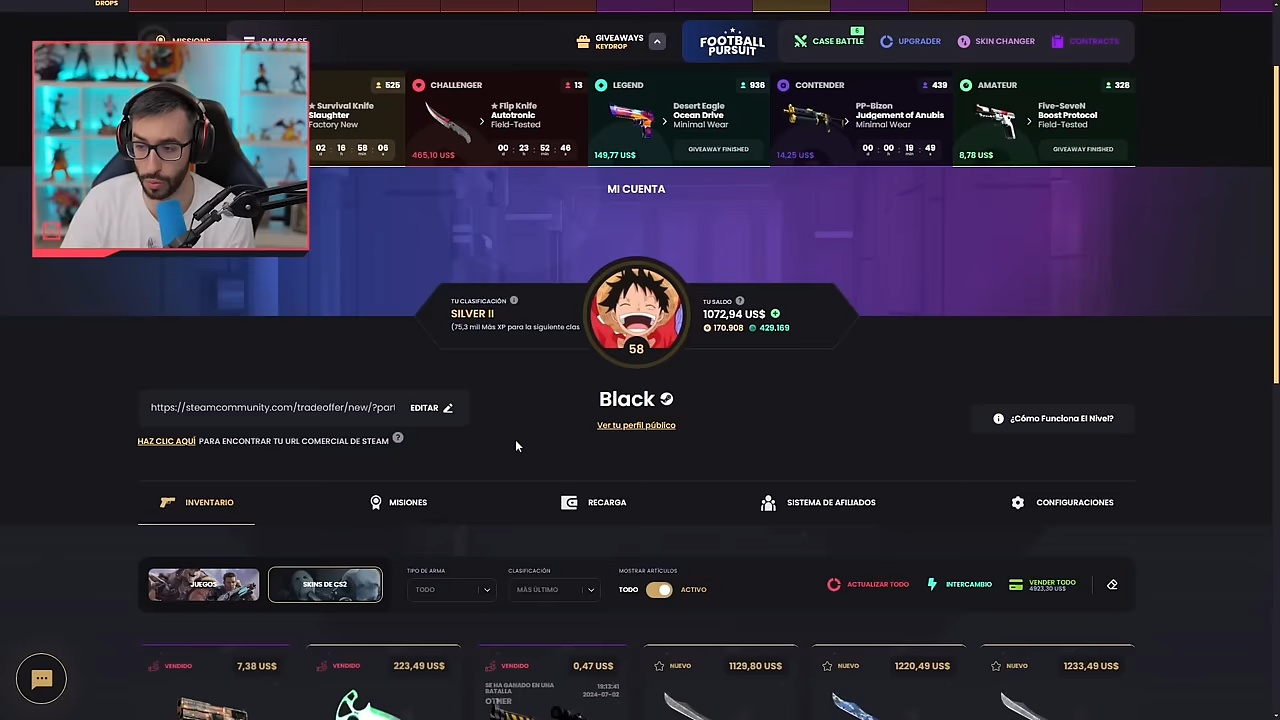 DROPS
MISSIONS
DAILY CASE
GIVEAWAYS
KEYDROP
FOOTBALL
PURSUIT
CASE BATTLE
6
UPGRADER
SKIN CHANGER
CONTRACTS
525
★ Survival Knife
Slaughter
Factory New
02 : 16 : 58 : 06
d h min sec
CHALLENGER
13
★ Flip Knife
Autotronic
Field-Tested
465,10 US$
00 : 23 : 52 : 46
LEGEND
936
Desert Eagle
Ocean Drive
Minimal Wear
149,77 US$
GIVEAWAY FINISHED
CONTENDER
439
PP-Bizon
Judgement of Anubis
Minimal Wear
14,25 US$
00 : 00 : 19 : 49
AMATEUR
328
Five-SeveN
Boost Protocol
Field-Tested
8,78 US$
GIVEAWAY FINISHED
MI CUENTA
TU CLASIFICACIÓN
SILVER II
(75,3 mil Más XP para la siguiente clas
58
TU SALDO
1072,94 US$
170.908 429.169
https://steamcommunity.com/tradeoffer/new/?part
EDITAR
HAZ CLIC AQUÍ PARA ENCONTRAR TU URL COMERCIAL DE STEAM
Black
Ver tu perfil público
¿Cómo Funciona El Nivel?
INVENTARIO
MISIONES
RECARGA
SISTEMA DE AFILIADOS
CONFIGURACIONES
JUEGOS
SKINS DE CS2
TIPO DE ARMA
TODO
CLASIFICACIÓN
MÁS ÚLTIMO
MOSTRAR ARTÍCULOS
TODO
ACTIVO
ACTUALIZAR TODO
INTERCAMBIO
VENDER TODO
4923,30 US$
VENDIDO
7,38 US$
VENDIDO
223,49 US$
VENDIDO
0,47 US$
SE HA GANADO EN UNA
BATALLA
19:13:41
2024-07-02
OTHER
NUEVO
1129,80 US$
NUEVO
1220,49 US$
NUEVO
1233,49 US$